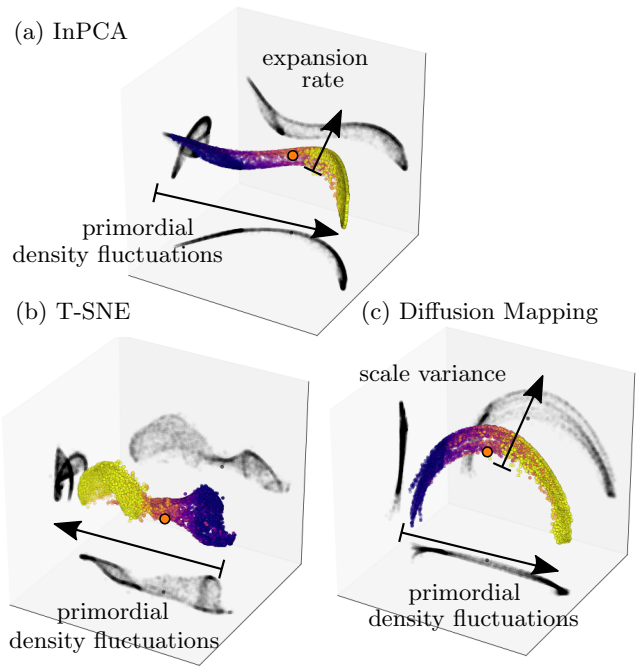 (a) InPCA
expansion
rate
primordial
density fluctuations
(b) T-SNE
(c) Diffusion Mapping
scale variance
primordial
density fluctuations
primordial
density fluctuations